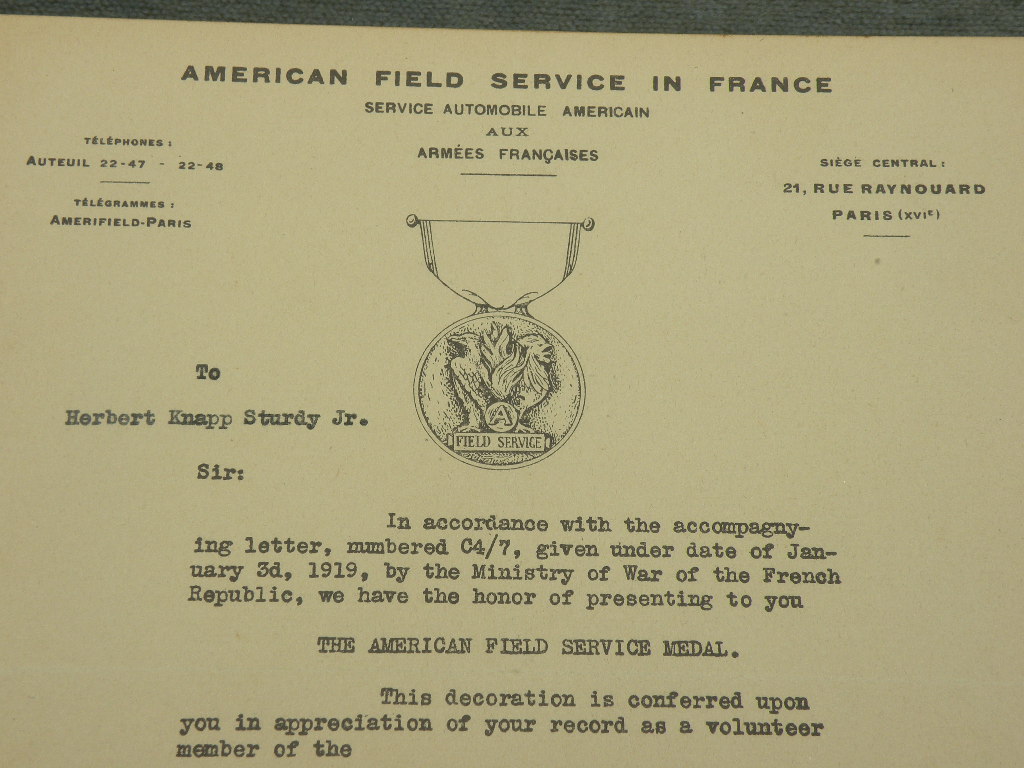 AMERICAN FIELD SERVICE IN FRANCE
SERVICE AUTOMOBILE AMERICAIN
AUX
ARMÉES FRANÇAISES
TÉLÉPHONES :
AUTEUIL 22-47 - 22-48
TÉLÉGRAMMES :
AMERIFIELD-PARIS
SIÈGE CENTRAL :
21, RUE RAYNOUARD
PARIS (XVIE)
A
FIELD SERVICE
To
Herbert Knapp Sturdy Jr.
Sir:
In accordance with the accompagny-
ing letter, numbered C4/7, given under date of Jan-
uary 3d, 1919, by the Ministry of War of the French
Republic, we have the honor of presenting to you
THE AMERICAN FIELD SERVICE MEDAL.
This decoration is conferred upon
you in appreciation of your record as a volunteer
member of the